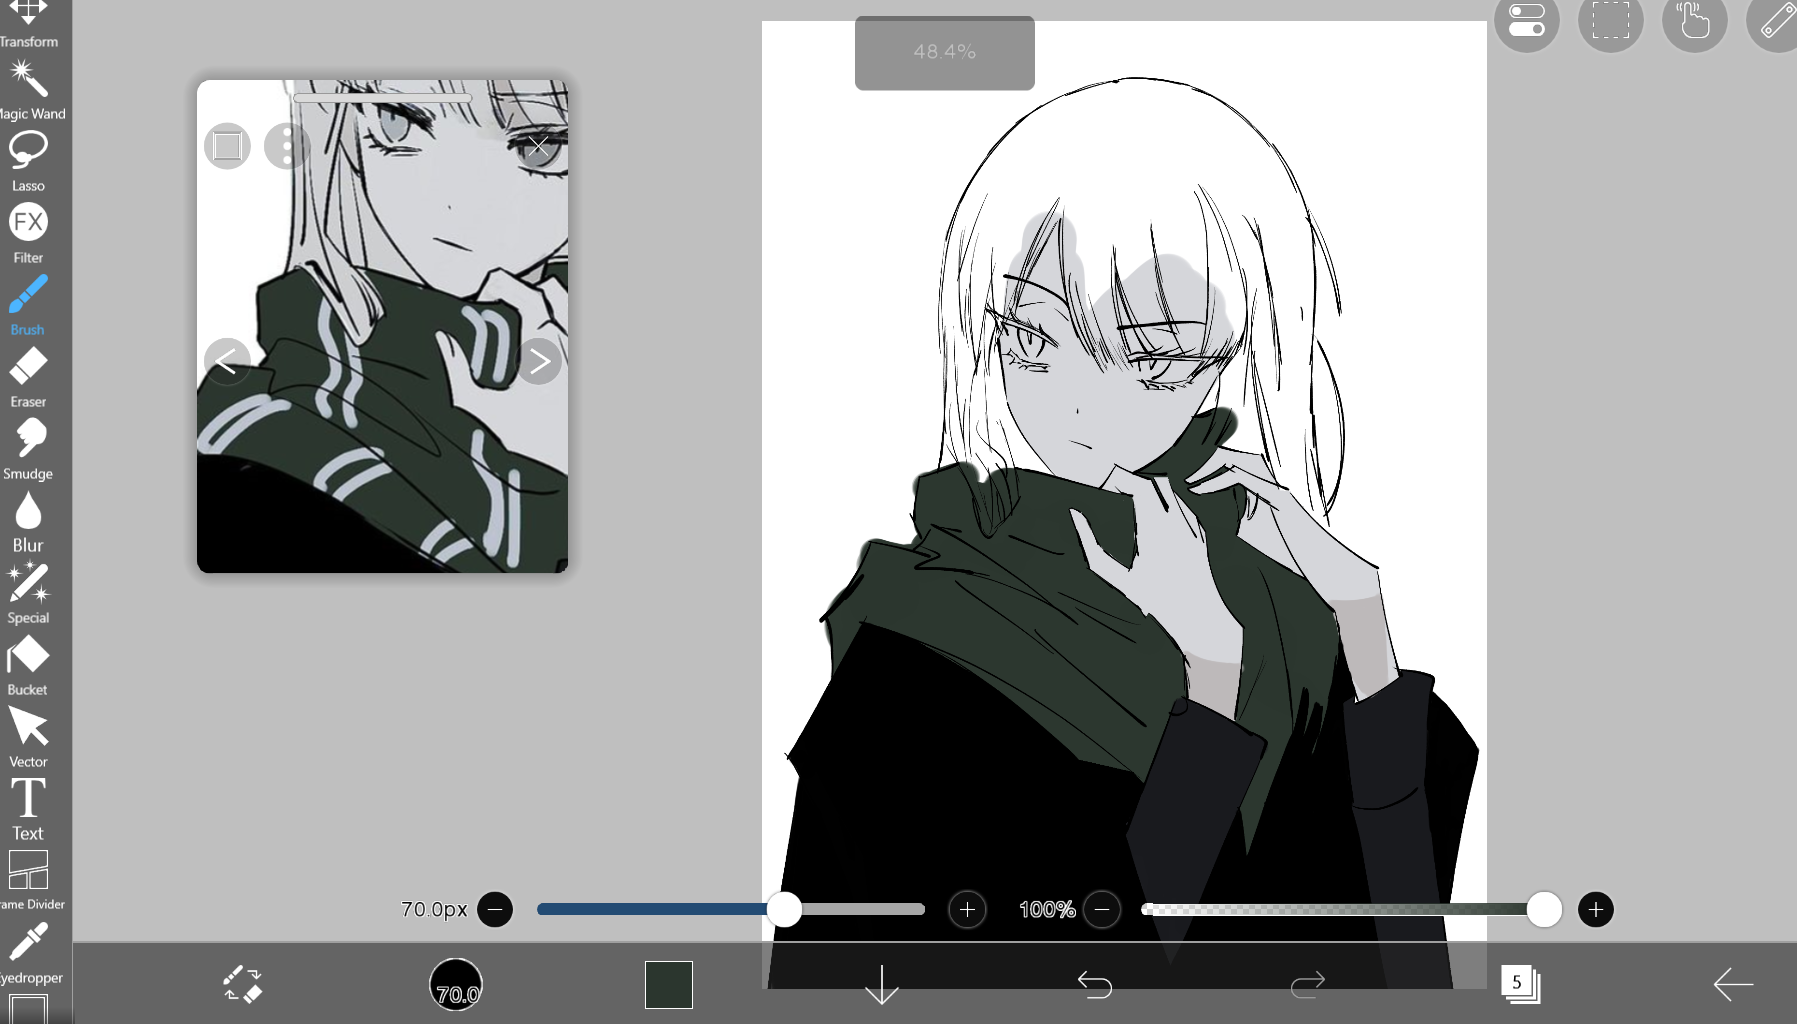 Transform
Magic Wand
Lasso
FX
Filter
Brush
Eraser
Smudge
Blur
Special
Bucket
Vector
T
Text
rame Divider
yedropper
48.4%
70.0px
100%
70.0
5